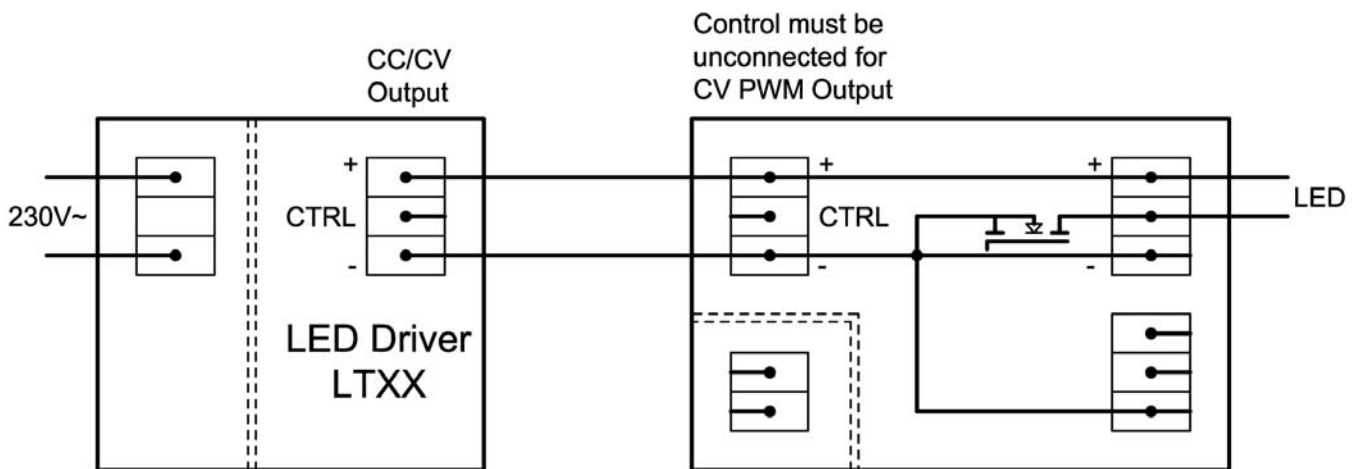 Control must be
unconnected for
CV PWM Output
CC/CV
Output
+
+
+
230V~
CTRL
CTRL
LED
-
-
-
LED Driver
LTXX